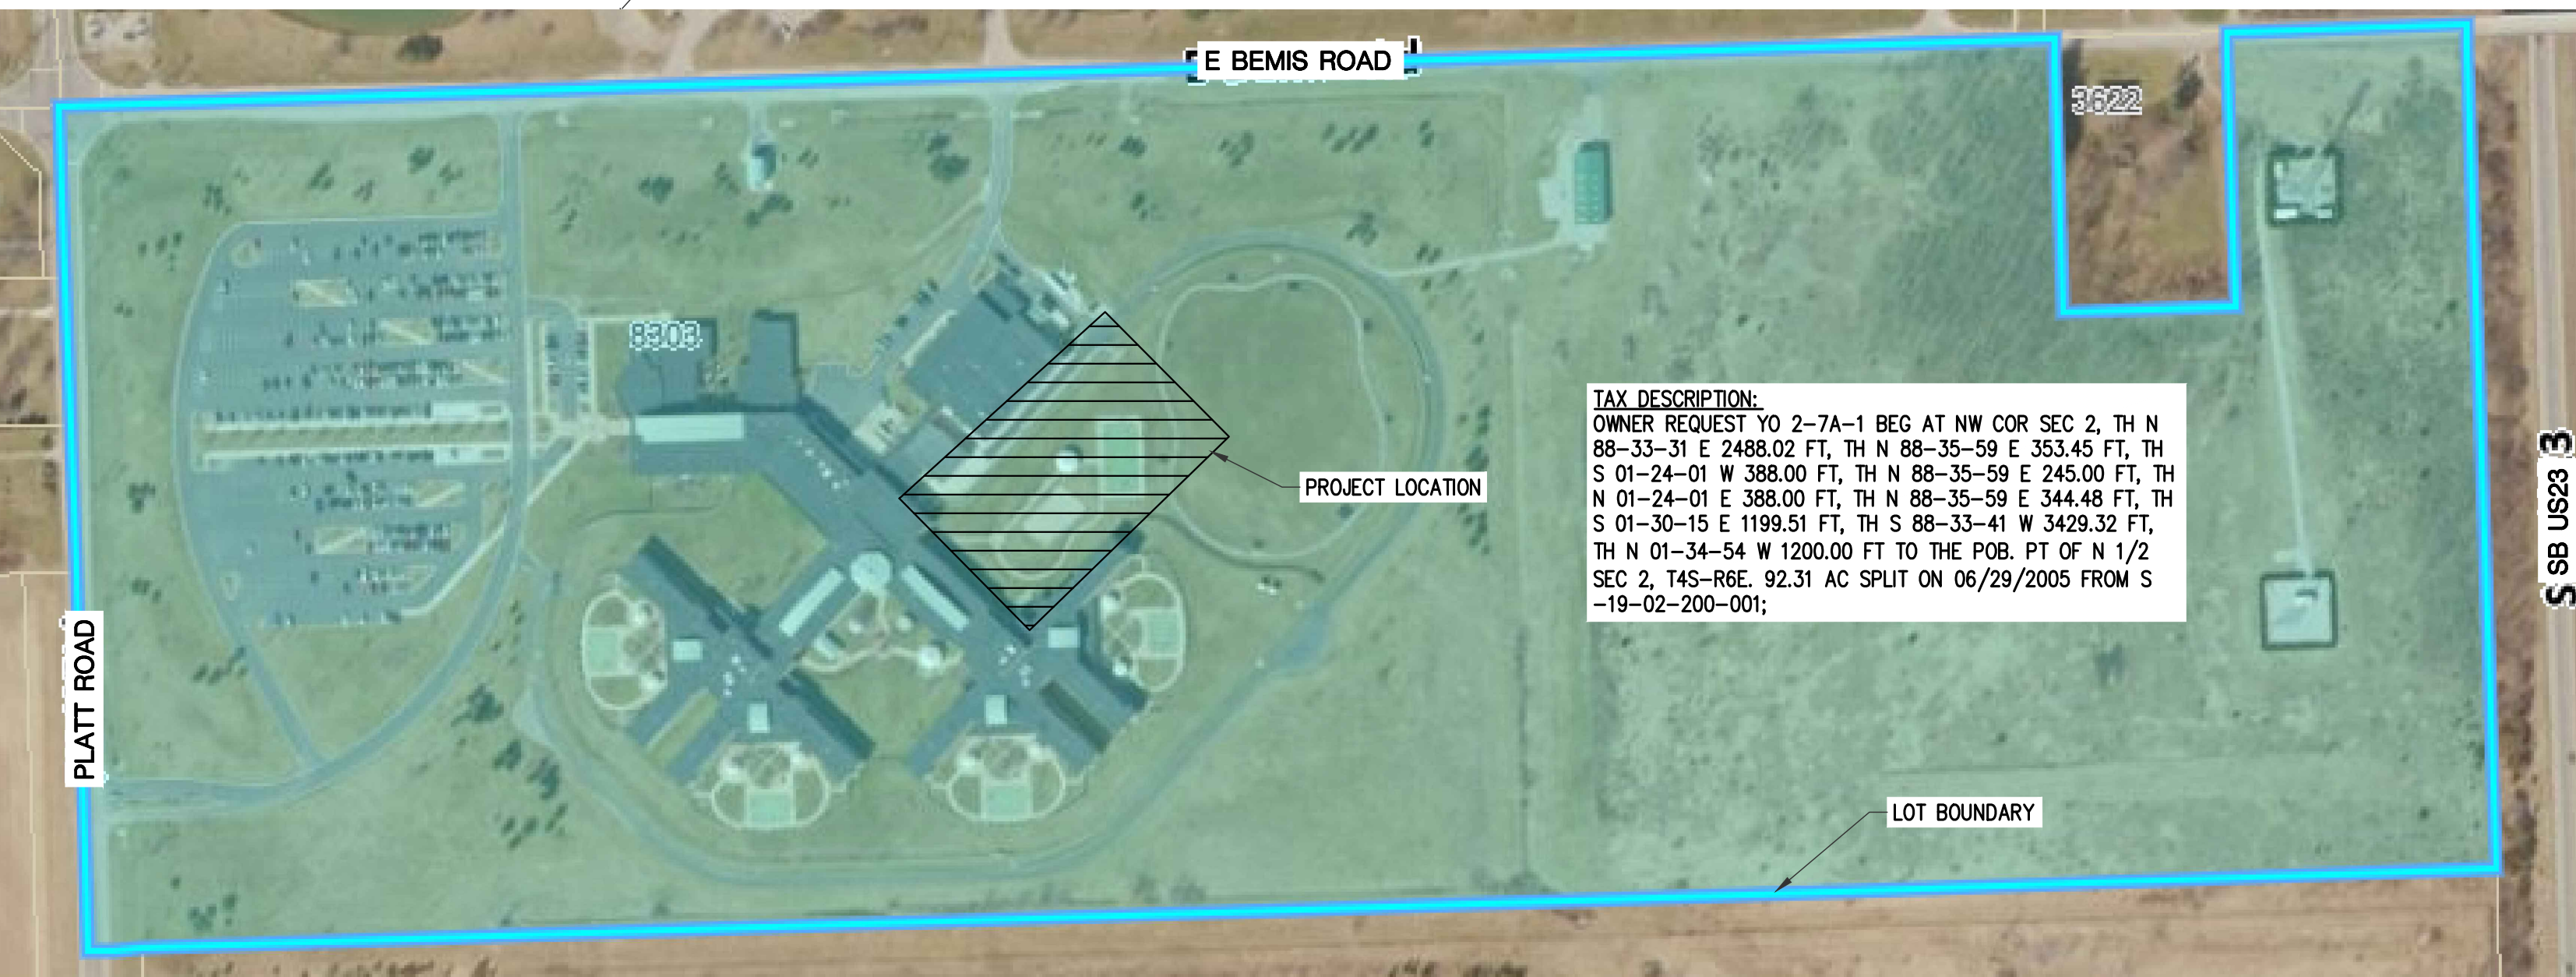 E BEMIS ROAD
3622
8303
TAX DESCRIPTION:
OWNER REQUEST YO 2-7A-1 BEG AT NW COR SEC 2, TH N
88-33-31 E 2488.02 FT, TH N 88-35-59 E 353.45 FT, TH
S 01-24-01 W 388.00 FT, TH N 88-35-59 E 245.00 FT, TH
N 01-24-01 E 388.00 FT, TH N 88-35-59 E 344.48 FT, TH
S 01-30-15 E 1199.51 FT, TH S 88-33-41 W 3429.32 FT,
TH N 01-34-54 W 1200.00 FT TO THE POB. PT OF N 1/2
SEC 2, T4S-R6E. 92.31 AC SPLIT ON 06/29/2005 FROM S
-19-02-200-001;
PROJECT LOCATION
S SB US23 3
PLATT ROAD
LOT BOUNDARY